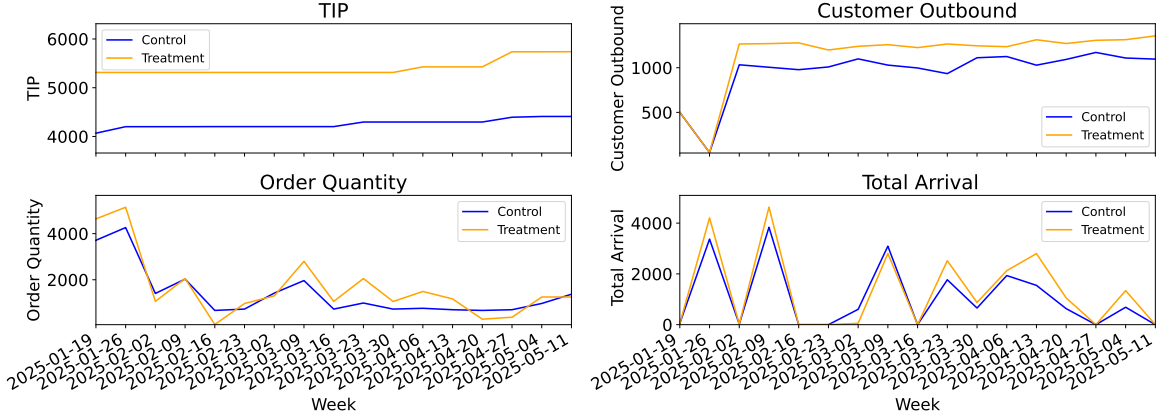 TIP
TIP
6000
5000
4000
Control
Treatment
Customer Outbound
Customer Outbound
1000
500
Control
Treatment
Order Quantity
Order Quantity
4000
2000
Control
Treatment
2025-01-19
2025-01-26
2025-02-02
2025-02-09
2025-02-16
2025-02-23
2025-03-02
2025-03-09
2025-03-16
2025-03-23
2025-03-30
2025-04-06
2025-04-13
2025-04-20
2025-04-27
2025-05-04
2025-05-11
Week
Total Arrival
Total Arrival
4000
2000
0
Control
Treatment
2025-01-19
2025-01-26
2025-02-02
2025-02-09
2025-02-16
2025-02-23
2025-03-02
2025-03-09
2025-03-16
2025-03-23
2025-03-30
2025-04-06
2025-04-13
2025-04-20
2025-04-27
2025-05-04
2025-05-11
Week